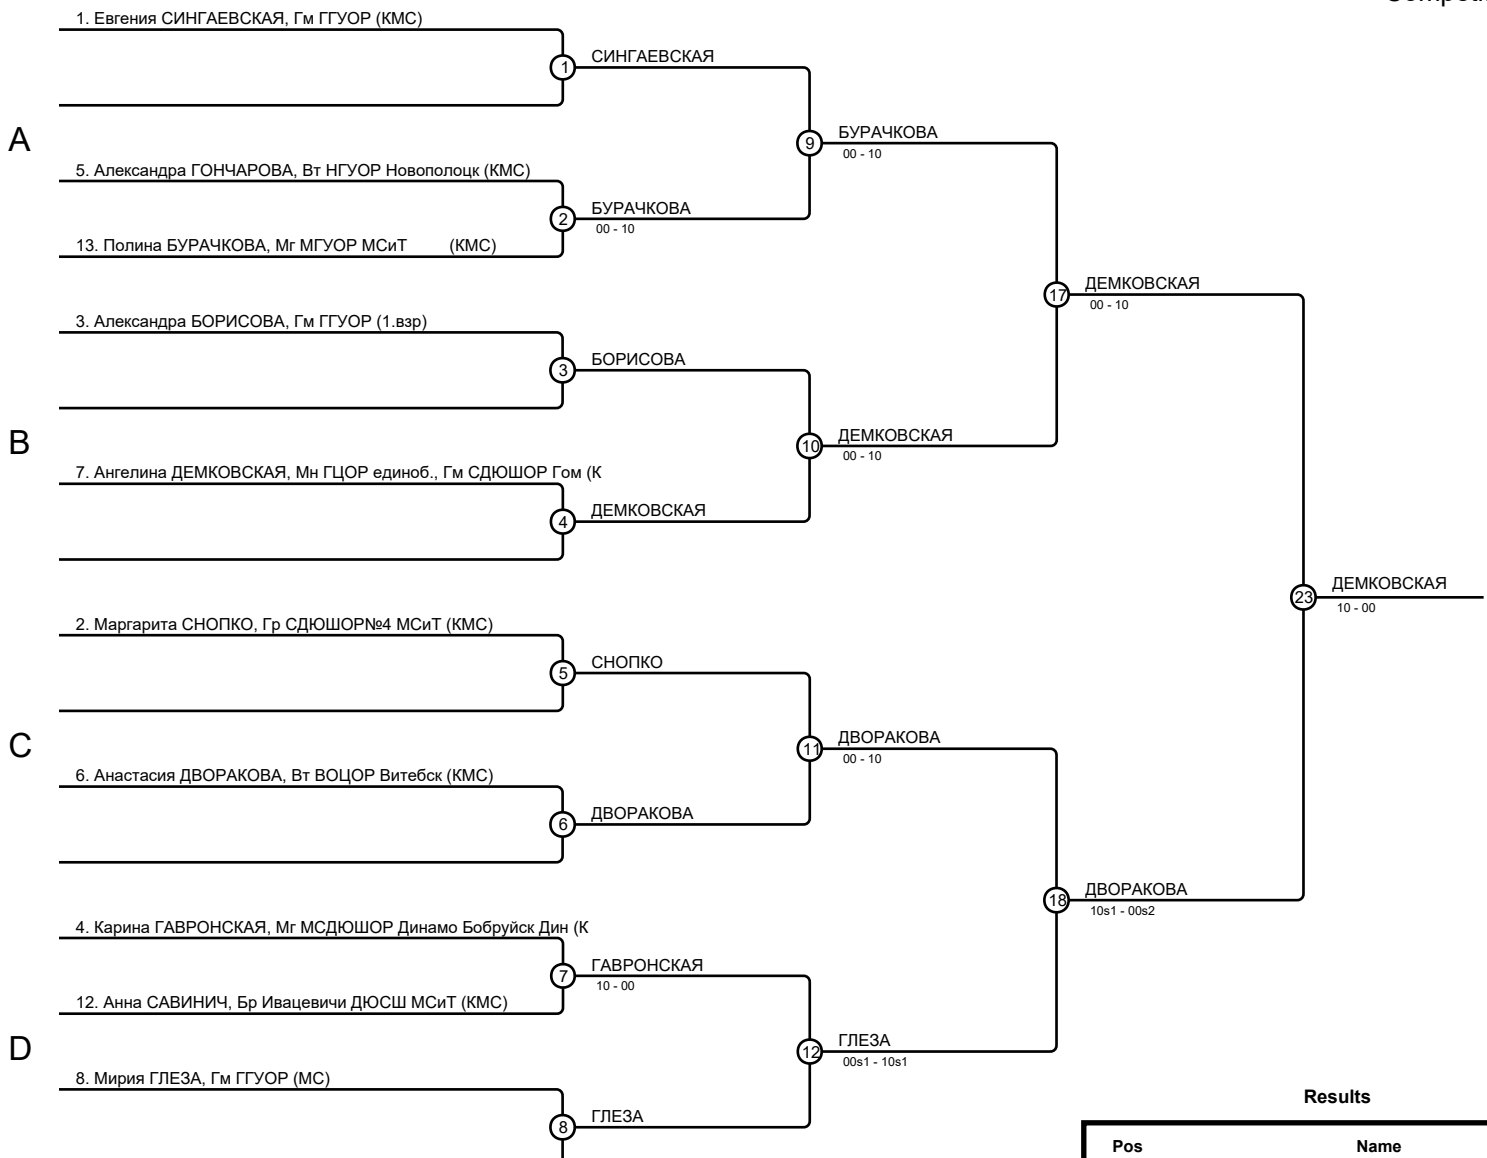 1. Евгения СИНГАЕВСКАЯ, Гм ГГУОР (КМС)
1 СИНГАЕВСКАЯ
A
9 БУРАЧКОВА
00 - 10
5. Александра ГОНЧАРОВА, Вт НГУОР Новополоцк (КМС)
2 БУРАЧКОВА
00 - 10
13. Полина БУРАЧКОВА, Мг МГУОР МСиТ (КМС)
17 ДЕМКОВСКАЯ
00 - 10
3. Александра БОРИСОВА, Гм ГГУОР (1.взр)
3 БОРИСОВА
B
10 ДЕМКОВСКАЯ
00 - 10
7. Ангелина ДЕМКОВСКАЯ, Мн ГЦОР единоб., Гм СДЮШОР Гом (К
4 ДЕМКОВСКАЯ
23 ДЕМКОВСКАЯ
10 - 00
2. Маргарита СНОПКО, Гр СДЮШОР№4 МСиТ (КМС)
5 СНОПКО
C
11 ДВОРАКОВА
00 - 10
6. Анастасия ДВОРАКОВА, Вт ВОЦОР Витебск (КМС)
6 ДВОРАКОВА
18 ДВОРАКОВА
10s1 - 00s2
4. Карина ГАВРОНСКАЯ, Мг МСДЮШОР Динамо Бобруйск Дин (К
7 ГАВРОНСКАЯ
10 - 00
12. Анна САВИНИЧ, Бр Ивацевичи ДЮСШ МСиТ (КМС)
D
12 ГЛЕЗА
00s1 - 10s1
8. Мирия ГЛЕЗА, Гм ГГУОР (МС)
8 ГЛЕЗА
Results
Pos Name